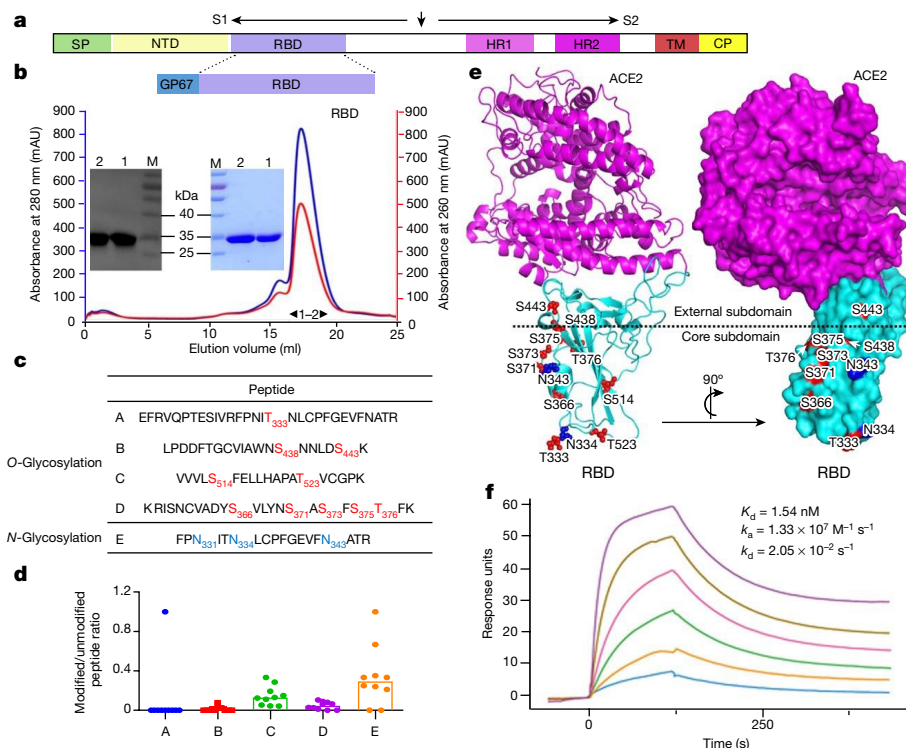 a
S1
S2
SP
NTD
RBD
HR1
HR2
TM
CP
b
GP67
RBD
RBD
Absorbance at 280 nm (mAU)
Absorbance at 260 nm (mAU)
900
800
700
600
500
400
300
200
100
0
900
800
700
600
500
400
300
200
100
0
2 1 M
M 2 1
kDa
40
35
25
1–2
0 5 10 15 20 25
Elution volume (ml)
c
Peptide
A EFRVQPTESIVRFPNIT333NLCPFGEVFNATR
O-Glycosylation
B LPDDFTGCVIAWNS438NNLDS443K
C VVVLS514FELLHAPAT523VCGPK
D KRISNCVADYS366VLYNS371AS373FS375T376FK
N-Glycosylation E FPN331ITN334LCPFGEVFN343ATR
d
Modified/unmodified
peptide ratio
1.2
0.8
0.4
0
A B C D E
e
ACE2
ACE2
S443
S438
S375
S373
S371
T376
N343
S366
S514
N334
T523
T333
RBD
External subdomain
Core subdomain
90º
S443
S375
S438
T376
S373
N343
S371
S366
N334
T333
RBD
f
Kd = 1.54 nM
ka = 1.33 × 10⁷ M⁻¹ s⁻¹
kd = 2.05 × 10⁻² s⁻¹
Response units
60
50
40
30
20
10
0
0 250
Time (s)